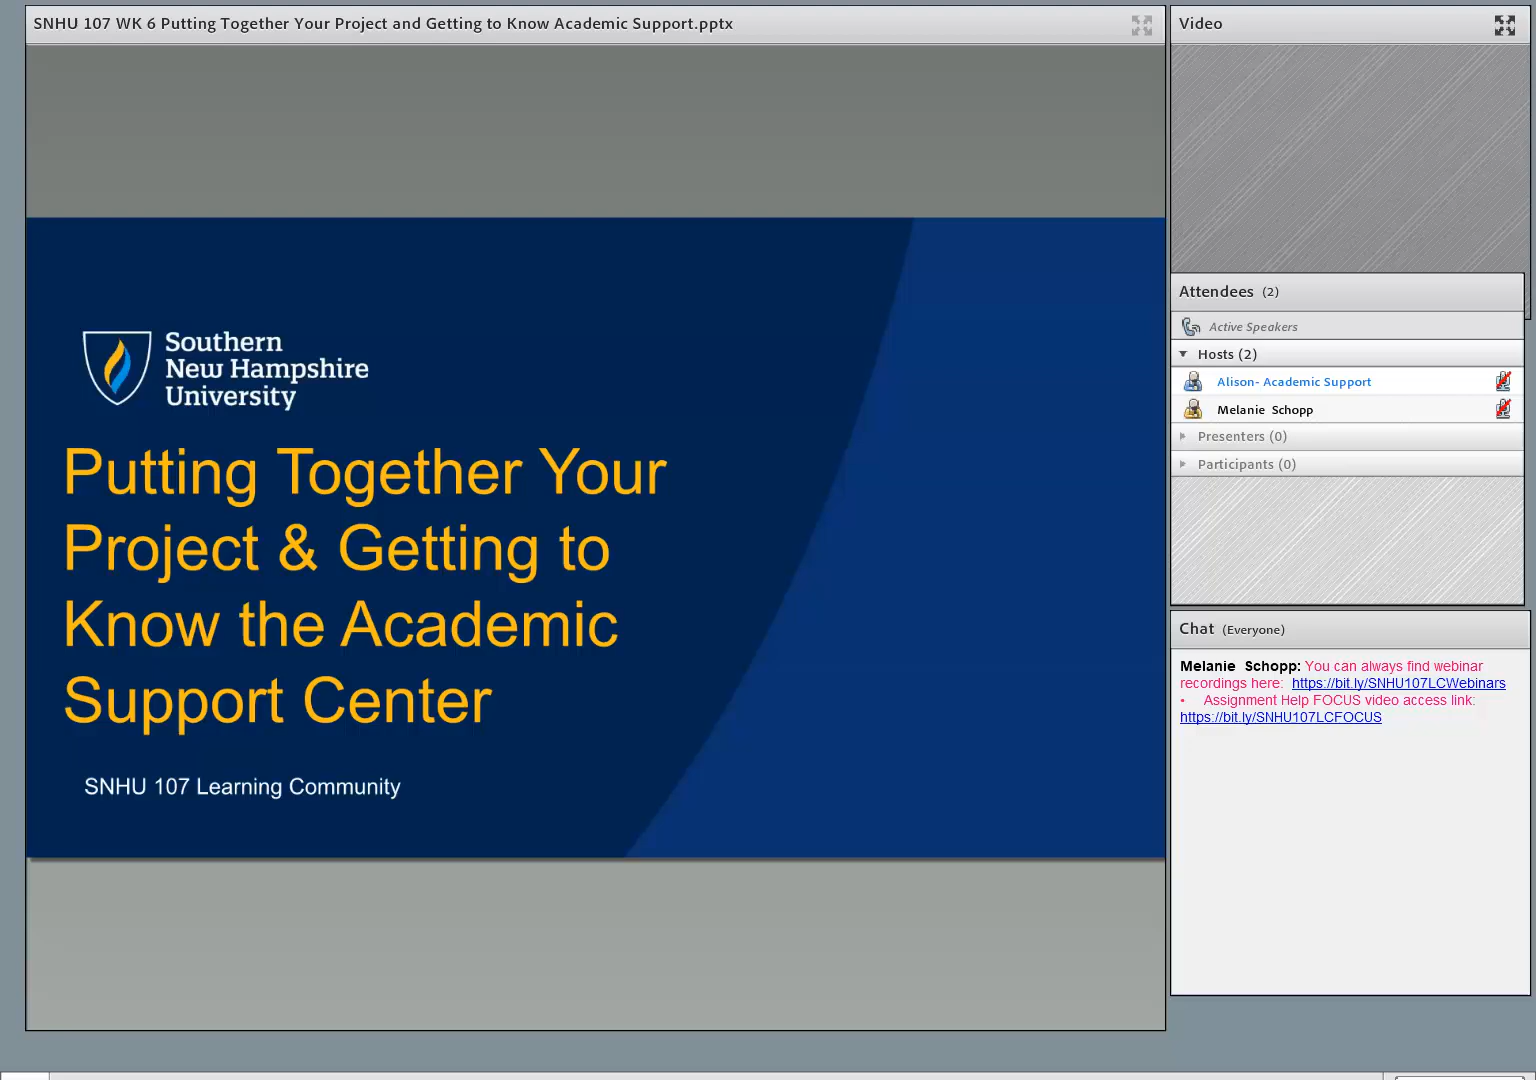 SNHU 107 WK 6 Putting Together Your Project and Getting to Know Academic Support.pptx
Southern
New Hampshire
University
Putting Together Your
Project & Getting to
Know the Academic
Support Center
SNHU 107 Learning Community
Video
Attendees (2)
Active Speakers
Hosts (2)
Alison- Academic Support
Melanie Schopp
Presenters (0)
Participants (0)
Chat (Everyone)
Melanie Schopp: You can always find webinar
recordings here: https://bit.ly/SNHU107LCWebinars
• Assignment Help FOCUS video access link:
https://bit.ly/SNHU107LCFOCUS